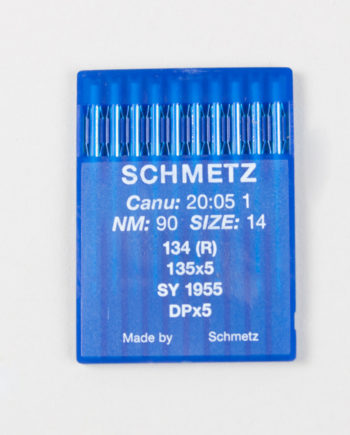 SCHMETZ
Canu: 20:05 1
NM: 90 SIZE: 14
134 (R)
135x5
SY 1955
DPx5
Made by Schmetz